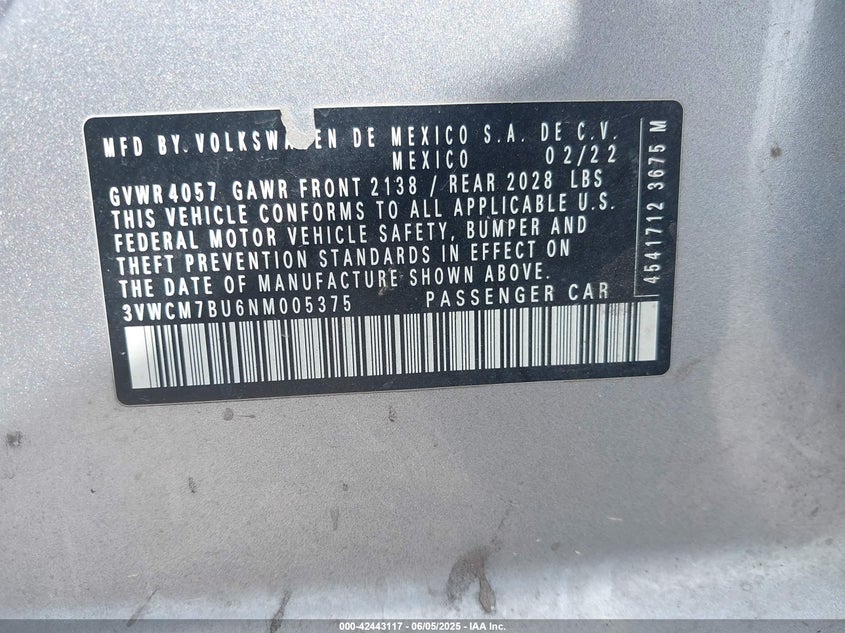 MFD BY. VOLKSWA EN DE MEXICO S.A. DE C.V.
MEXICO 02/22
GVWR 4057 GAWR FRONT 2138 / REAR 2028 LBS
THIS VEHICLE CONFORMS TO ALL APPLICABLE U.S.
FEDERAL MOTOR VEHICLE SAFETY, BUMPER AND
THEFT PREVENTION STANDARDS IN EFFECT ON
THE DATE OF MANUFACTURE SHOWN ABOVE.
3VWCM7BU6NM005375 PASSENGER CAR
4541712 3675 M
000-42443117 - 06/05/2025 - IAA Inc.